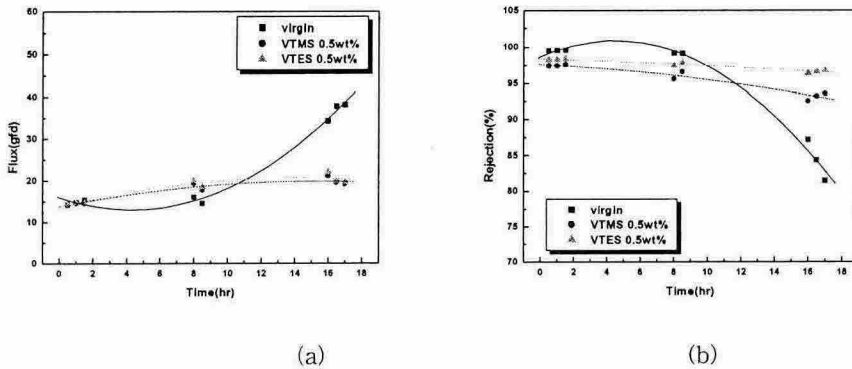 virgin
VTMS 0.5wt%
VTES 0.5wt%
Flux(gfd)
60
50
40
30
20
10
0
0 2 4 6 8 10 12 14 16 18
Time(hr)
(a)
Rejection(%)
105
100
95
90
85
80
75
70
virgin
VTMS 0.5wt%
VTES 0.5wt%
0 2 4 6 8 10 12 14 16 18
Time(hr)
(b)